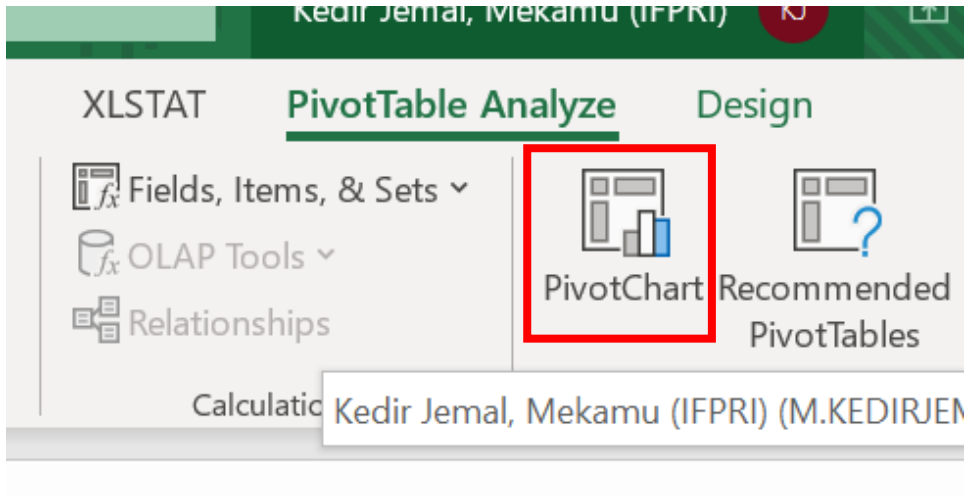 Kedir Jemal, Mekamu (IFPRI) KJ
XLSTAT PivotTable Analyze Design
Fields, Items, & Sets
OLAP Tools
Relationships
PivotChart Recommended PivotTables
Calculatio
Kedir Jemal, Mekamu (IFPRI) (M.KEDIRJEM